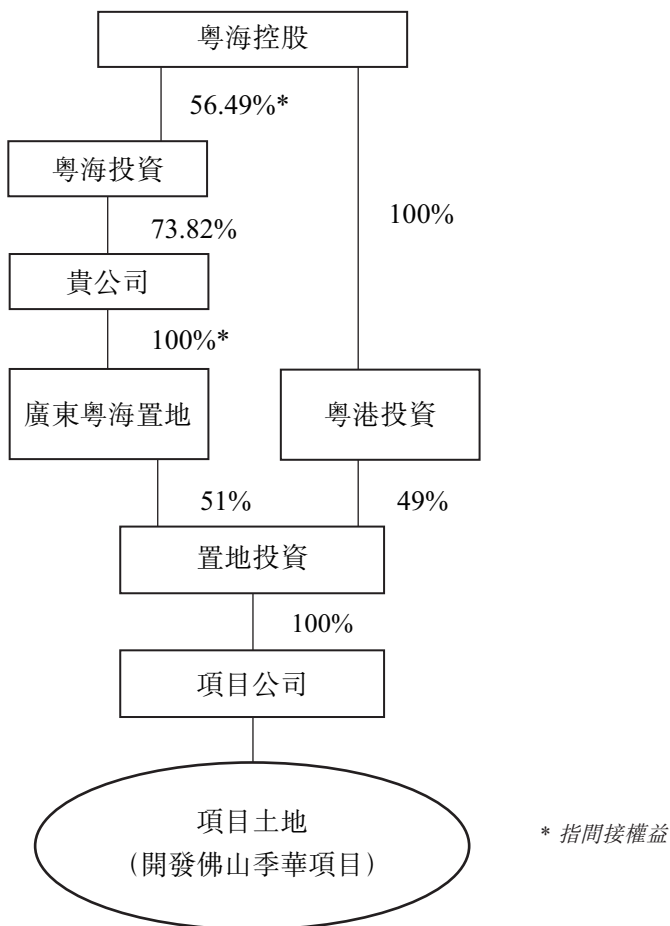 粵海控股
56.49%*
粵海投資
73.82%
100%
貴公司
100%*
廣東粵海置地
粵港投資
51%
49%
置地投資
100%
項目公司
項目土地
（開發佛山季華項目）
* 指間接權益